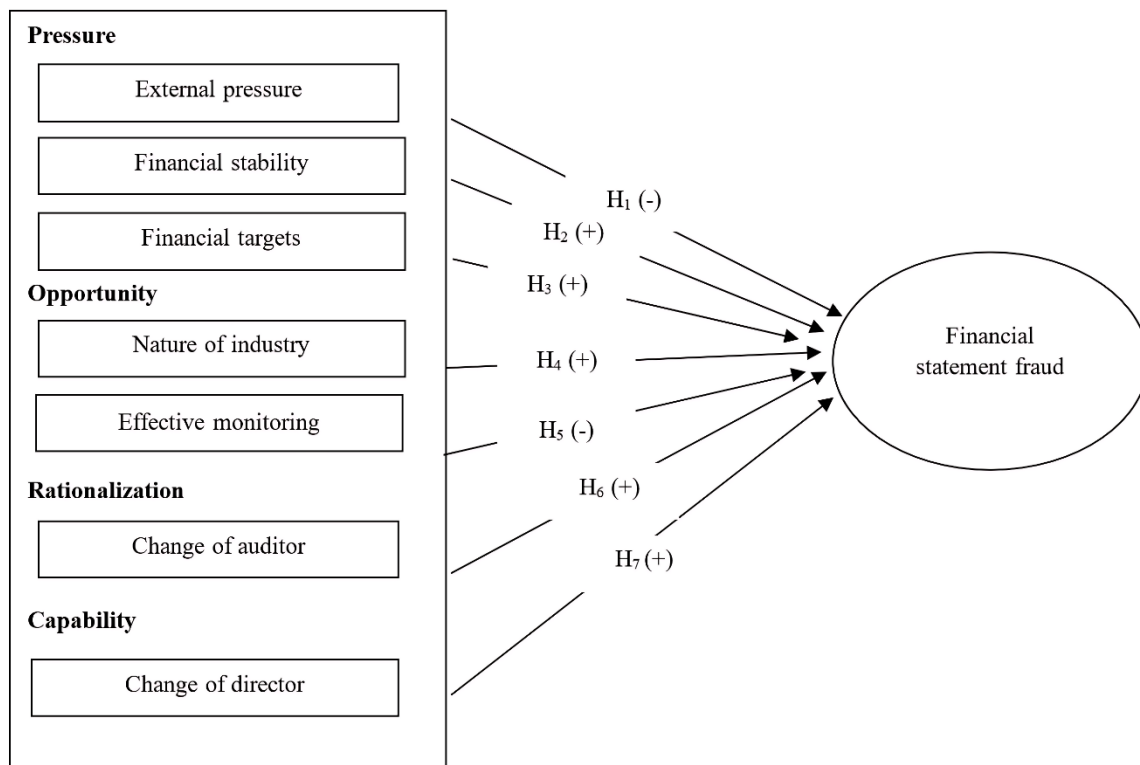 Pressure
External pressure
Financial stability
Financial targets
Opportunity
Nature of industry
Effective monitoring
Rationalization
Change of auditor
Capability
Change of director
H₁ (-)
H₂ (+)
H₃ (+)
H₄ (+)
H₅ (-)
H₆ (+)
H₇ (+)
Financial
statement fraud